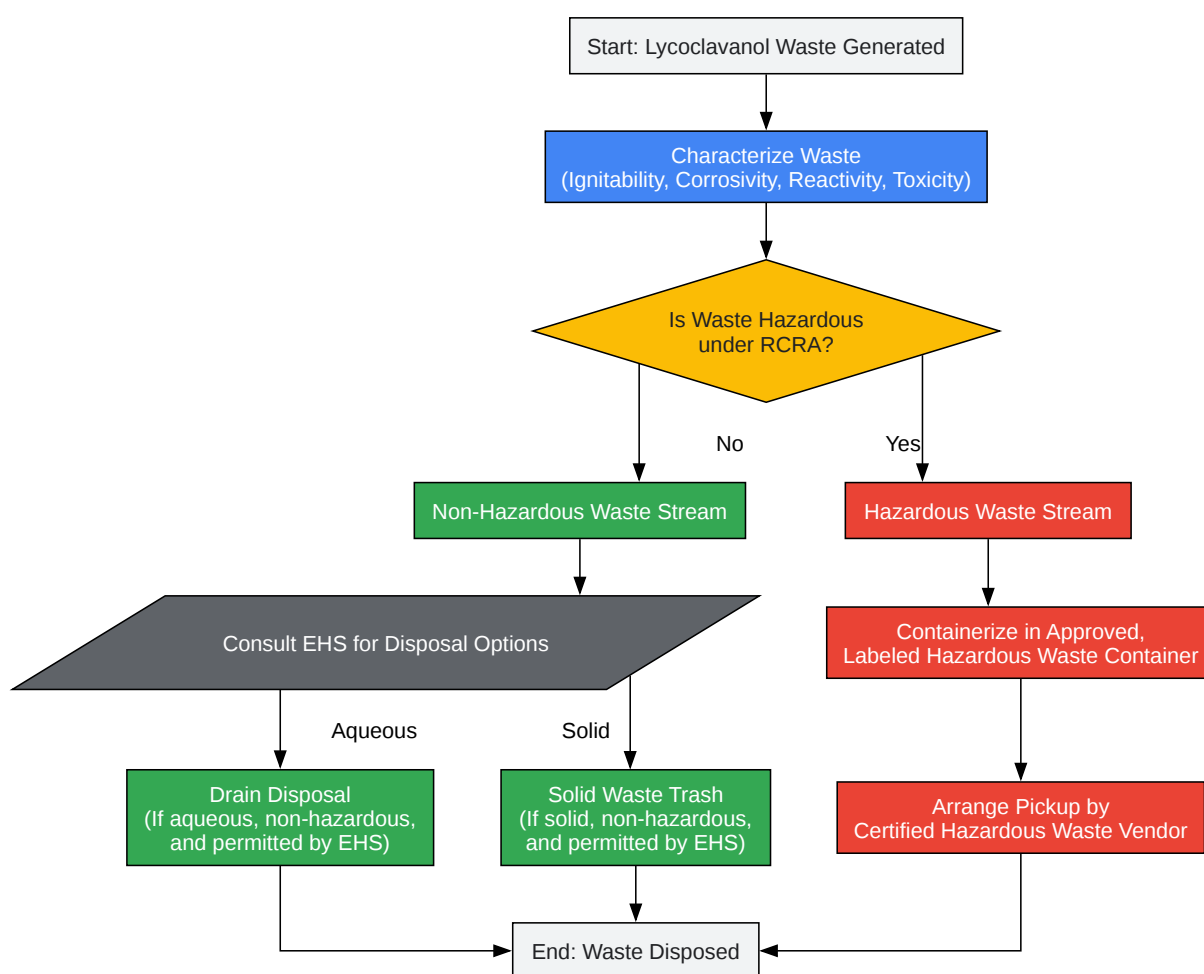 Start: Lycoclavanol Waste Generated
Characterize Waste
(Ignitability, Corrosivity, Reactivity, Toxicity)
Is Waste Hazardous
under RCRA?
No
Yes
Non-Hazardous Waste Stream
Hazardous Waste Stream
Consult EHS for Disposal Options
Containerize in Approved,
Labeled Hazardous Waste Container
Aqueous
Solid
Drain Disposal
(If aqueous, non-hazardous,
and permitted by EHS)
Solid Waste Trash
(If solid, non-hazardous,
and permitted by EHS)
Arrange Pickup by
Certified Hazardous Waste Vendor
End: Waste Disposed